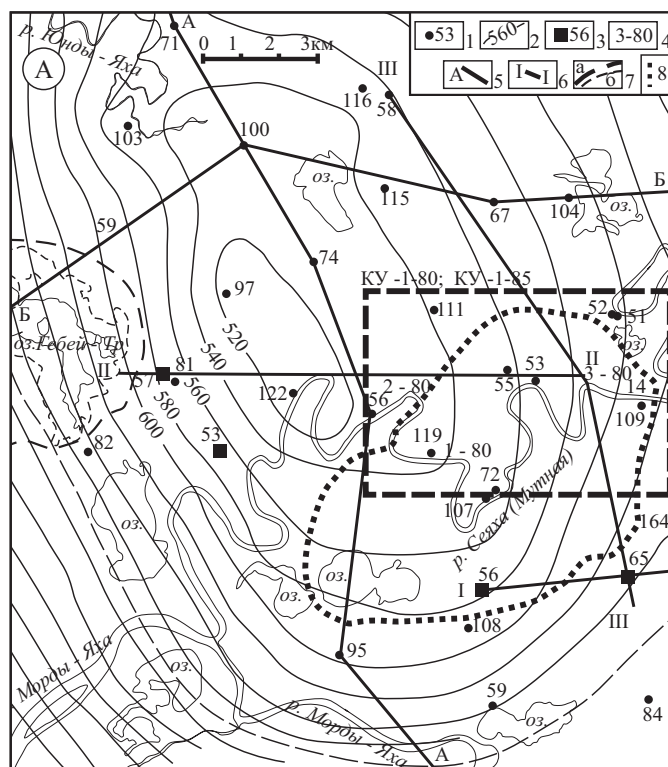 р. Юнды - Яха
А
71
0 1 2 3км
III
116
58
53 1 560 2 56 3 3-80 4
А 5 I I 6 а б 7 8
А
103
100
оз.
115
67
104
оз.
Б
59
74
97
520
540
560
580
600
КУ -1-80; КУ -1-85
111
52
51
оз.
Б
оз.Гебей - Тр.
II
57
81
122
2 - 80
56
55
53
II
3 - 80
14
109
82
53
119
1 - 80
72
107
р. Сеяха (Мутная)
164
оз.
оз.
оз.
I
56
65
III
108
95
Морды - Яха
оз.
р. Морды - Яха
59
оз.
84
А